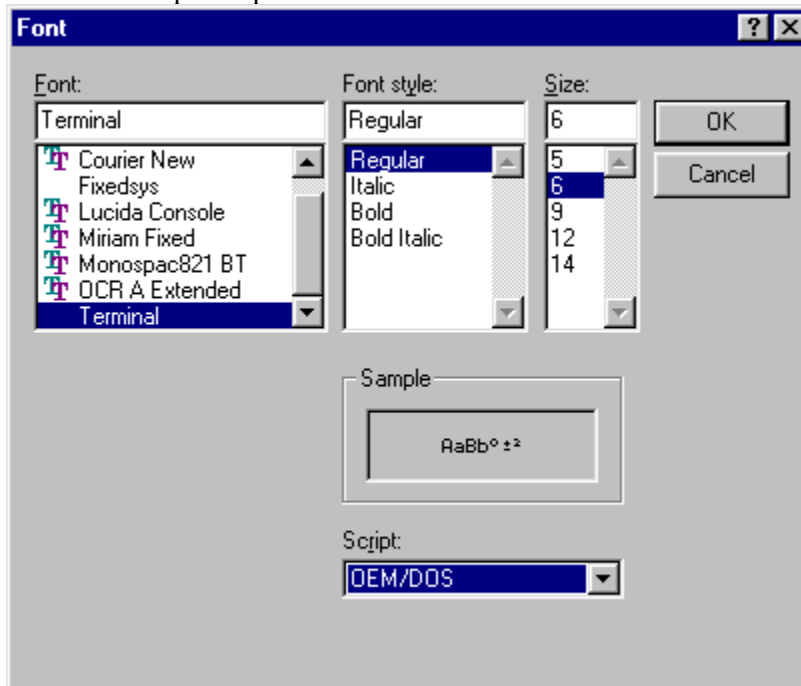 Font
Font: Font style: Size:
Terminal Regular 6 OK
Courier New Regular 5 Cancel
Fixedsys Italic 6
Lucida Console Bold 9
Miriam Fixed Bold Italic 12
Monospac821 BT 14
OCR A Extended
Terminal
Sample
AaBbº±²
Script:
OEM/DOS